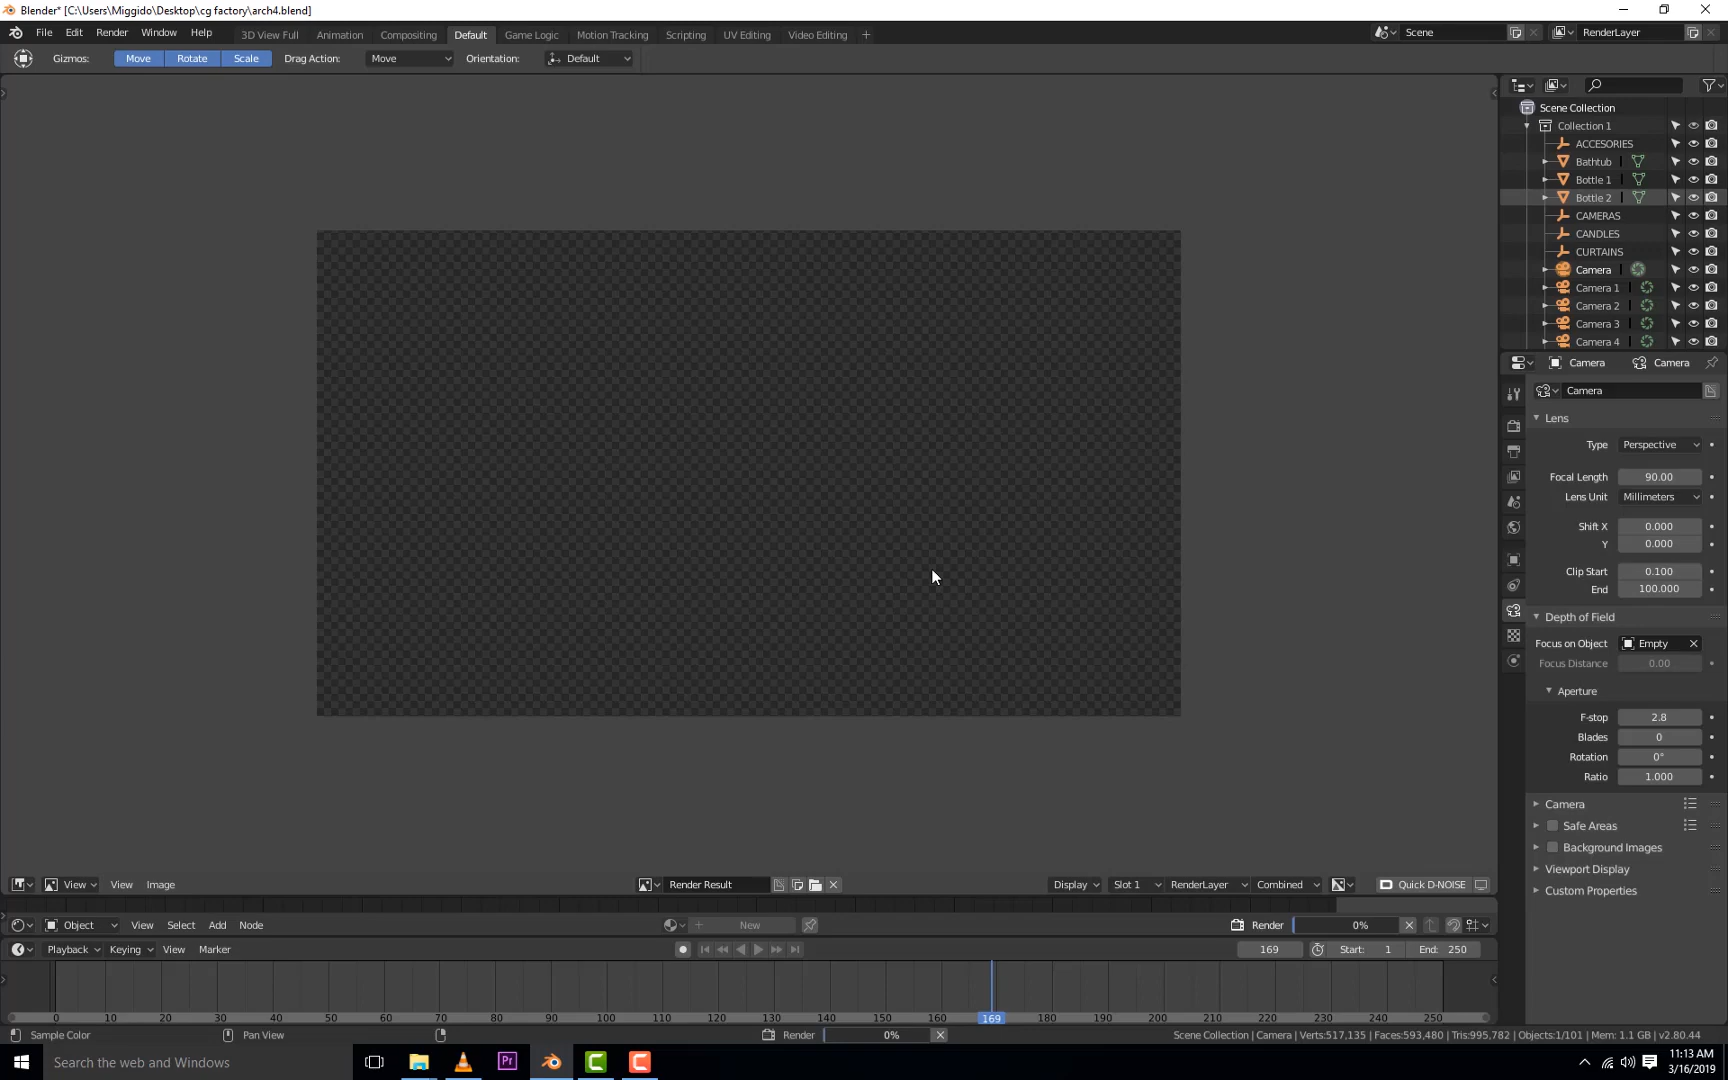 Blender* [C:\Users\Miggido\Desktop\cg factory\arch4.blend]
File Edit Render Window Help 3D View Full Animation Compositing Default Game Logic Motion Tracking Scripting UV Editing Video Editing + Scene RenderLayer
Gizmos: Move Rotate Scale Drag Action: Move Orientation: Default
Scene Collection
Collection 1
ACCESORIES
Bathtub
Bottle 1
Bottle 2
CAMERAS
CANDLES
CURTAINS
Camera
Camera 1
Camera 2
Camera 3
Camera 4
Camera Camera
Camera
Lens
Type Perspective
Focal Length 90.00
Lens Unit Millimeters
Shift X 0.000
Y 0.000
Clip Start 0.100
End 100.000
Depth of Field
Focus on Object Empty
Focus Distance 0.00
Aperture
F-stop 2.8
Blades 0
Rotation 0°
Ratio 1.000
Camera
Safe Areas
Background Images
Viewport Display
Custom Properties
View View Image Render Result Display Slot 1 RenderLayer Combined Quick D-NOISE
Object View Select Add Node New Render 0%
Playback Keying View Marker 169 Start: 1 End: 250
0 10 20 30 40 50 60 70 80 90 100 110 120 130 140 150 160 169 180 190 200 210 220 230 240 250
Sample Color Pan View Render 0% Scene Collection | Camera | Verts:517,135 | Faces:593,480 | Tris:995,782 | Objects:1/101 | Mem: 1.1 GB | v2.80.44
Search the web and Windows Pr 11:13 AM
3/16/2019